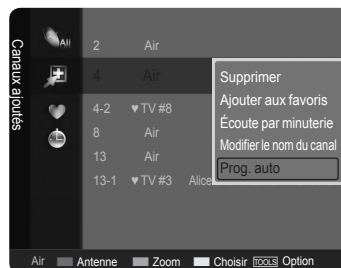 Canaux ajoutés
All
2 Air
4 Air
4-2 ♥ TV #8
8 Air
13 Air
13-1 ♥ TV #3 Alice
Supprimer
Ajouter aux favoris
Écoute par minuterie
Modifier le nom du canal
Prog. auto
Air Antenne Zoom Choisir TOOLS Option